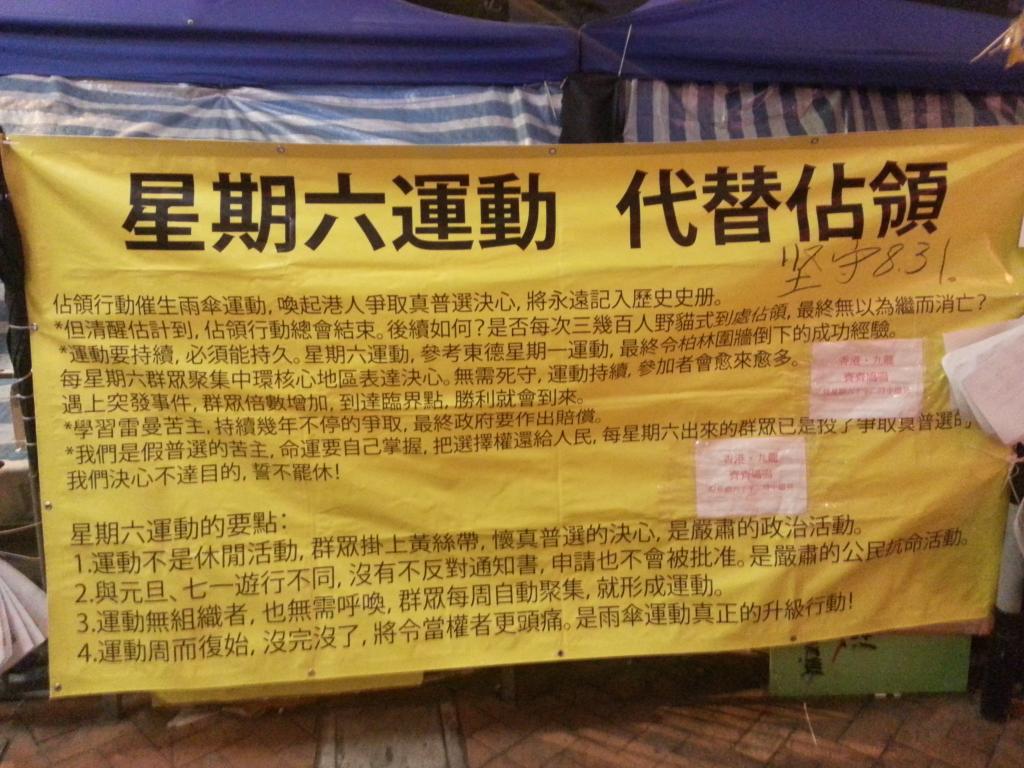 星期六運動 代替佔領
坚守8.31.
佔領行動催生雨傘運動, 喚起港人爭取真普選決心, 將永遠記入歷史史册。
*但清醒估計到, 佔領行動總會結束。後續如何? 是否每次三幾百人野貓式到處佔領, 最終無以為繼而消亡?
*運動要持續, 必須能持久。星期六運動, 參考東德星期一運動, 最終令柏林圍牆倒下的成功經驗。
每星期六群眾聚集中環核心地區表達決心。無需死守, 運動持續, 參加者會愈來愈多。
遇上突發事件, 群眾倍數增加, 到達臨界點, 勝利就會到來。
*學習雷曼苦主, 持續幾年不停的爭取, 最終政府要作出賠償。
*我們是假普選的苦主, 命運要自己掌握, 把選擇權還給人民, 每星期六出來的群眾已是投了爭取真普選的
我們決心不達目的, 誓不罷休!
香港・九龍
齊齊鳩嗚
香港・九龍
齊齊鳩嗚
星期六運動的要點:
1.運動不是休閒活動, 群眾掛上黃絲帶, 懷真普選的決心, 是嚴肅的政治活動。
2.與元旦、七一遊行不同, 沒有不反對通知書, 申請也不會被批准。是嚴肅的公民抗命活動。
3.運動無組織者, 也無需呼喚, 群眾每周自動聚集, 就形成運動。
4.運動周而復始, 沒完沒了, 將令當權者更頭痛。是雨傘運動真正的升級行動!